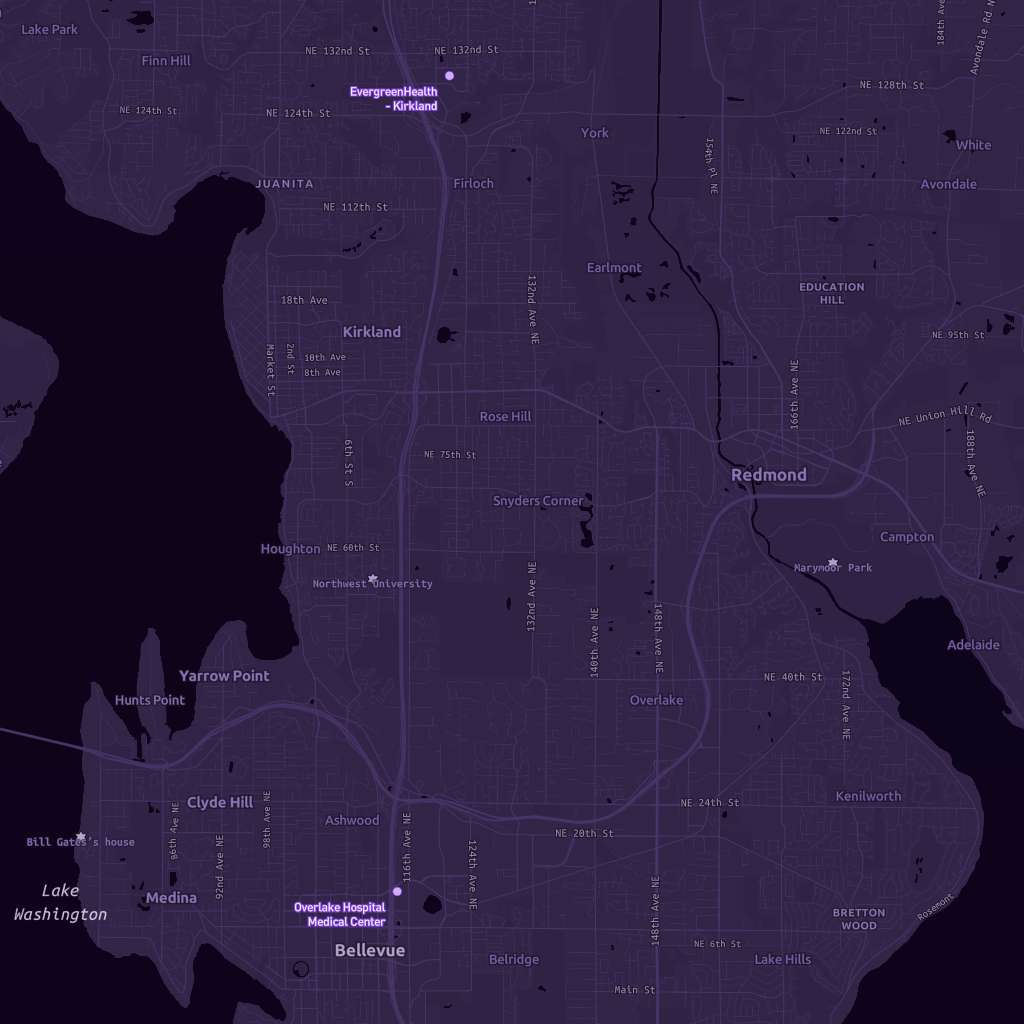 Lake Park
Finn Hill
NE 132nd St
NE 132nd St
184th Ave
Avondale Rd N
EvergreenHealth
- Kirkland
NE 128th St
NE 124th St
NE 124th St
York
NE 122nd St
White
154th Pl NE
JUANITA
Firloch
Avondale
NE 112th St
Earlmont
EDUCATION
HILL
18th Ave
132nd Ave NE
Kirkland
NE 95th St
Market St
2nd St
10th Ave
8th Ave
166th Ave NE
Rose Hill
NE Union Hill Rd
6th St S
NE 75th St
188th Ave NE
Redmond
Snyders Corner
Campton
Houghton
NE 60th St
Marymoor Park
Northwest University
132nd Ave NE
140th Ave NE
148th Ave NE
Adelaide
Yarrow Point
Hunts Point
NE 40th St
172nd Ave NE
Overlake
Clyde Hill
NE 24th St
Kenilworth
86th Ave NE
98th Ave NE
Ashwood
116th Ave NE
NE 20th St
Bill Gates's house
92nd Ave NE
124th Ave NE
Lake
Washington
Medina
148th Ave NE
Overlake Hospital
Medical Center
Rosemont
BRETTON
WOOD
Bellevue
NE 6th St
Belridge
Lake Hills
Main St